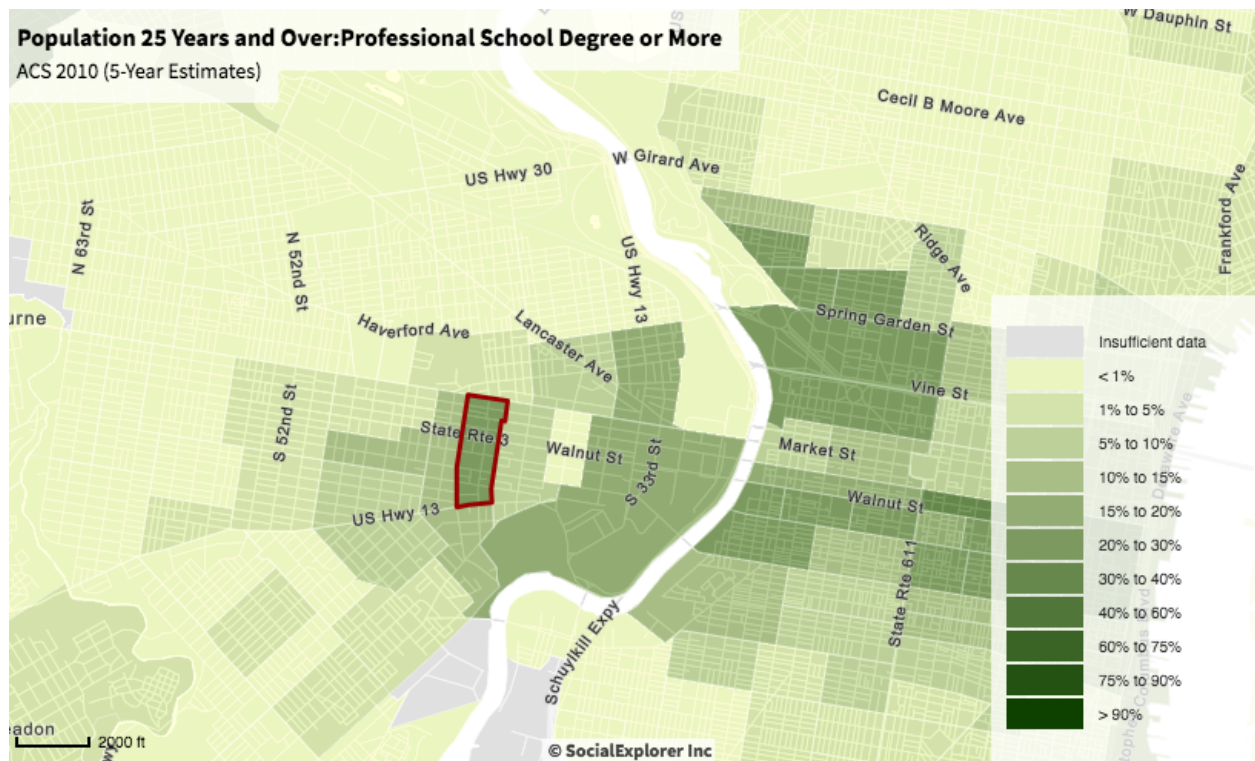 Population 25 Years and Over:Professional School Degree or More
ACS 2010 (5-Year Estimates)
W Dauphin St
Cecil B Moore Ave
W Girard Ave
US Hwy 30
N 63rd St
N 52nd St
US Hwy 13
Ridge Ave
Frankford Ave
urne
Haverford Ave
Lancaster Ave
Spring Garden St
Vine St
S 52nd St
State Rte 3
Walnut St
S 33rd St
Market St
Walnut St
US Hwy 13
State Rte 611
Schuylkill Expy
Delaware Ave
topher Columbus Blvd
Insufficient data
< 1%
1% to 5%
5% to 10%
10% to 15%
15% to 20%
20% to 30%
30% to 40%
40% to 60%
60% to 75%
75% to 90%
> 90%
eadon
2000 ft
© SocialExplorer Inc